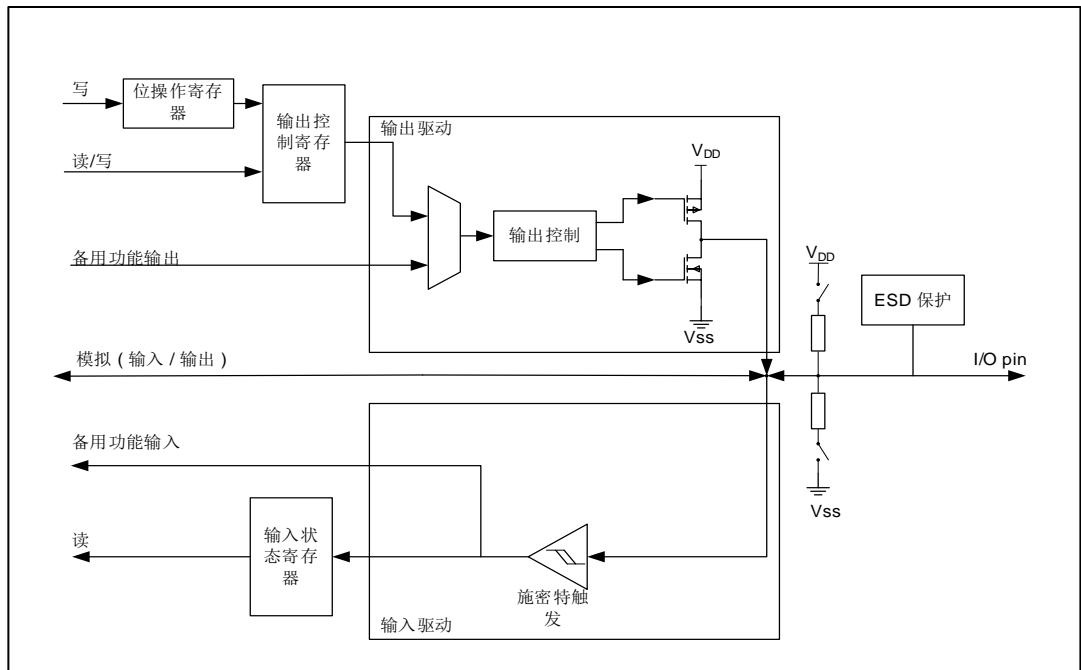 写
位操作寄存
器
输出控
制寄存
器
读/写
备用功能输出
输出驱动
VDD
输出控制
Vss
VDD
ESD 保护
模拟 ( 输入 / 输出 )
I/O pin
备用功能输入
读
输入状
态寄存
器
施密特触
发
输入驱动
Vss